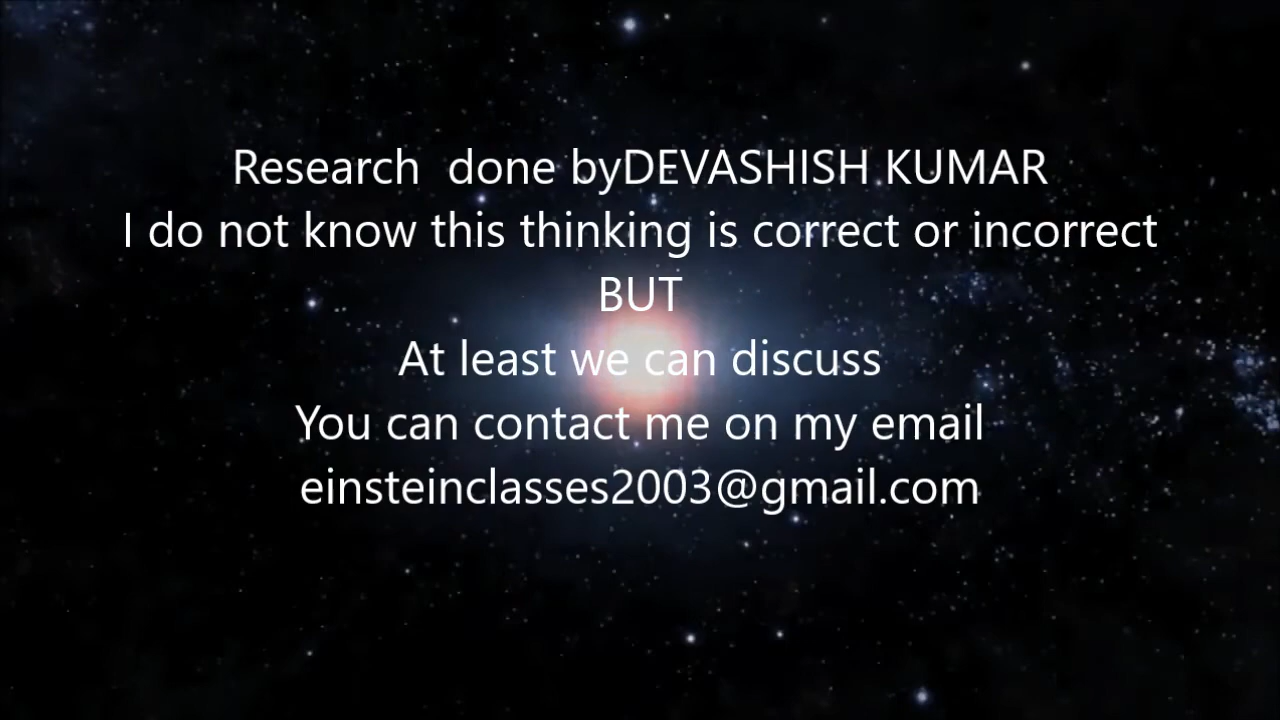 Research  done byDEVASHISH KUMAR
I do not know this thinking is correct or incorrect
BUT
At least we can discuss
You can contact me on my email
einsteinclasses2003@gmail.com